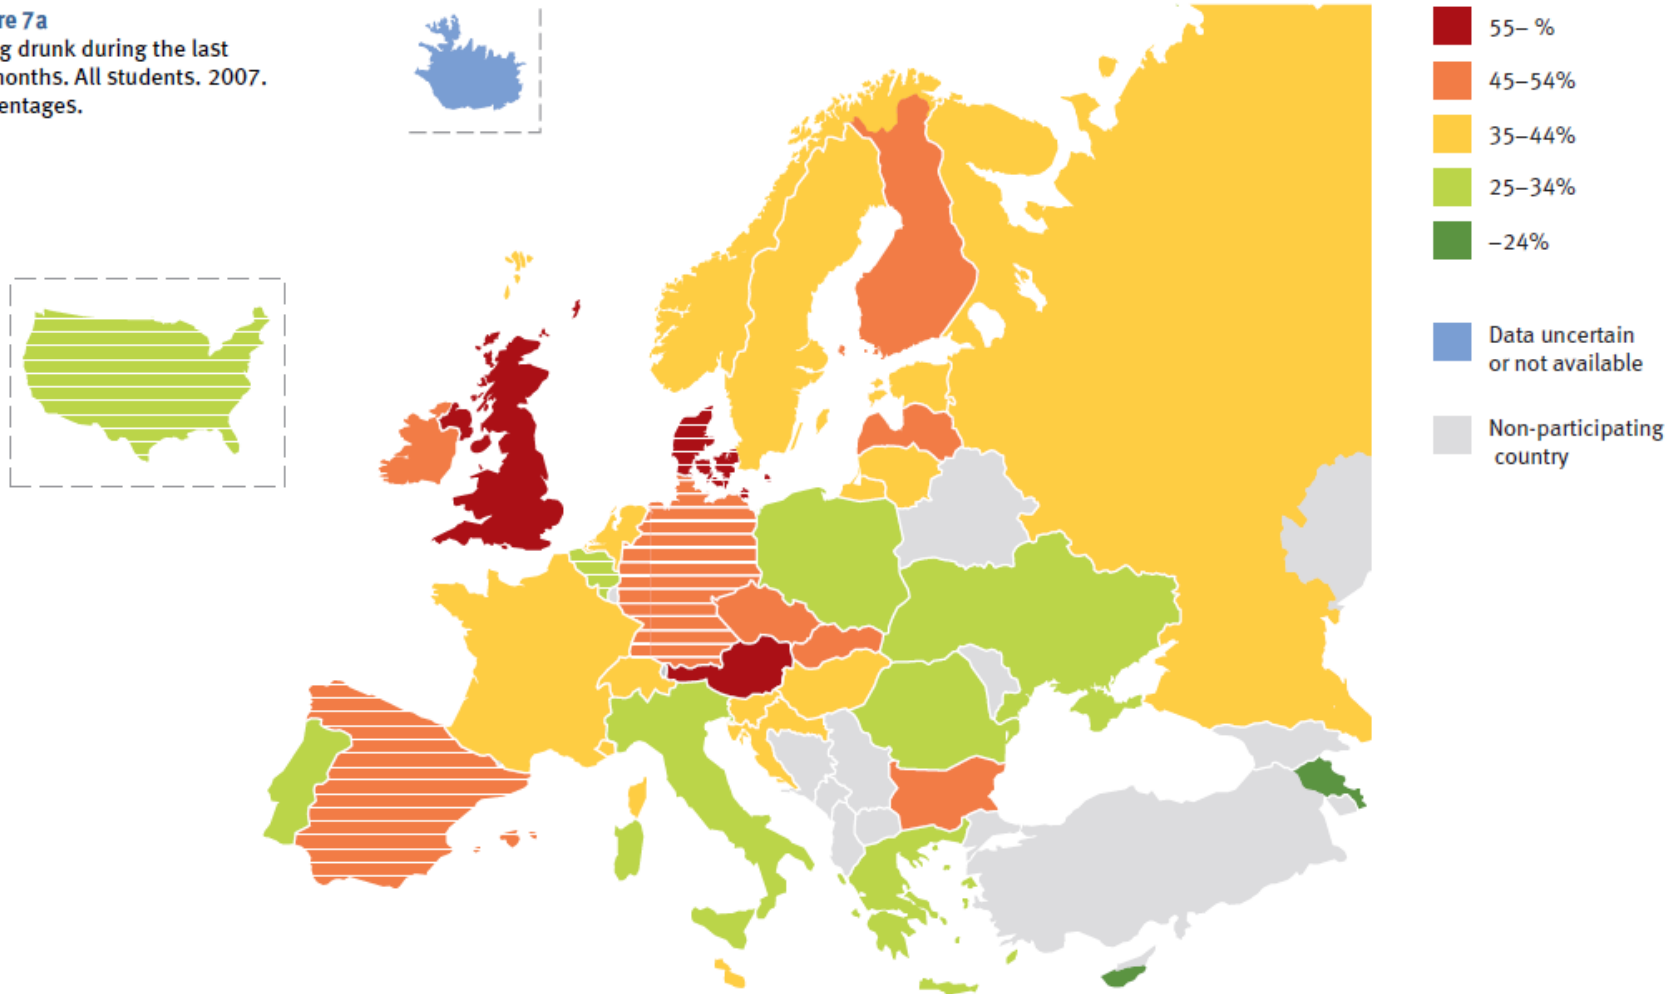 re 7a
g drunk during the last
nonths. All students. 2007.
entages.
55– %
45–54%
35–44%
25–34%
–24%
Data uncertain
or not available
Non-participating
country